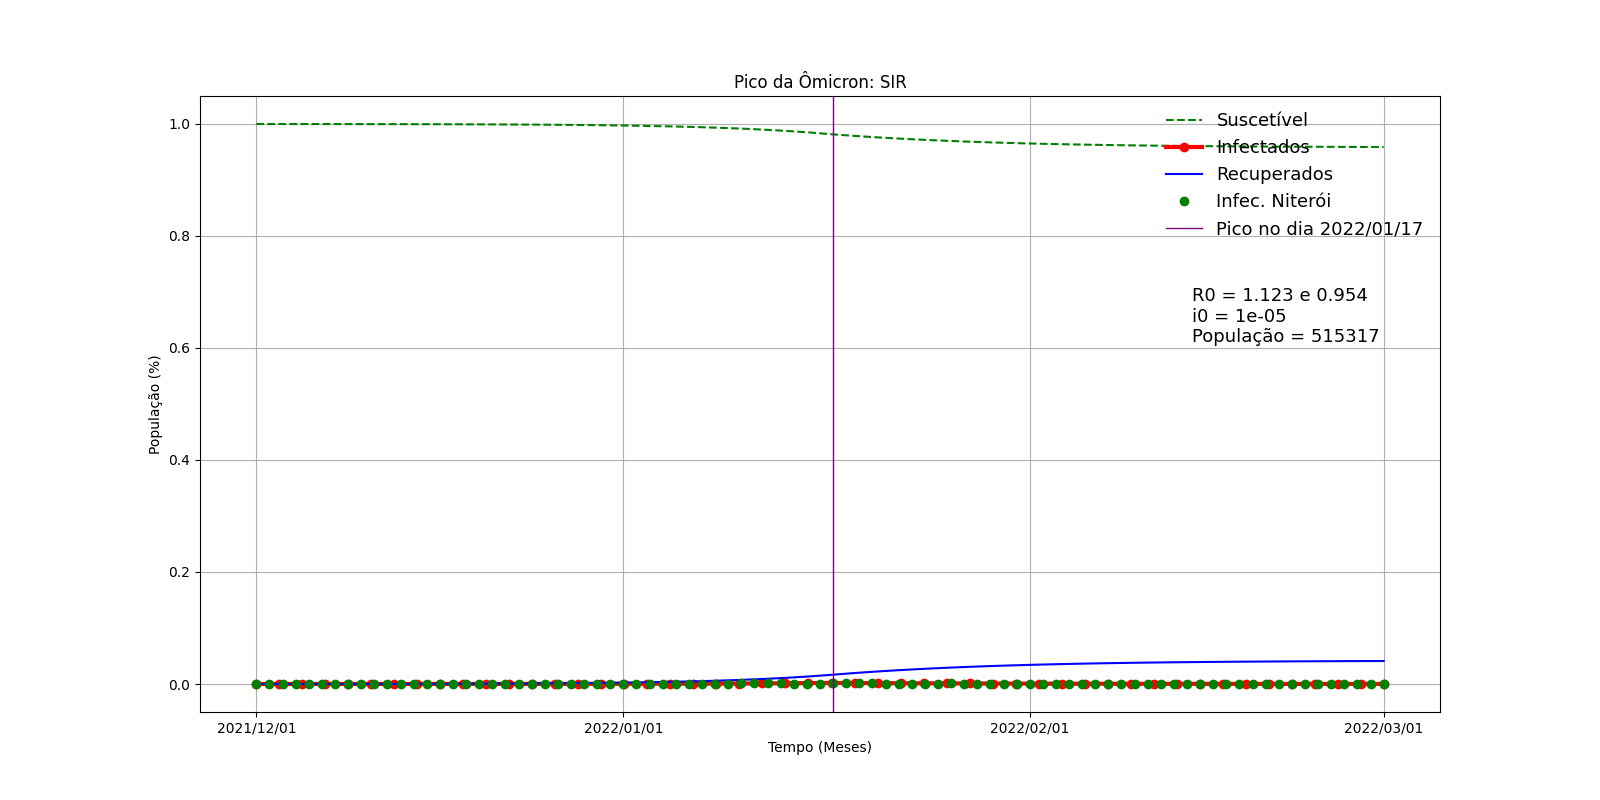 Pico da Ômicron: SIR
Suscetível
Infectados
Recuperados
Infec. Niterói
Pico no dia 2022/01/17
R0 = 1.123 e 0.954
i0 = 1e-05
População = 515317
População (%)
1.0
0.8
0.6
0.4
0.2
0.0
2021/12/01 2022/01/01 2022/02/01 2022/03/01
Tempo (Meses)